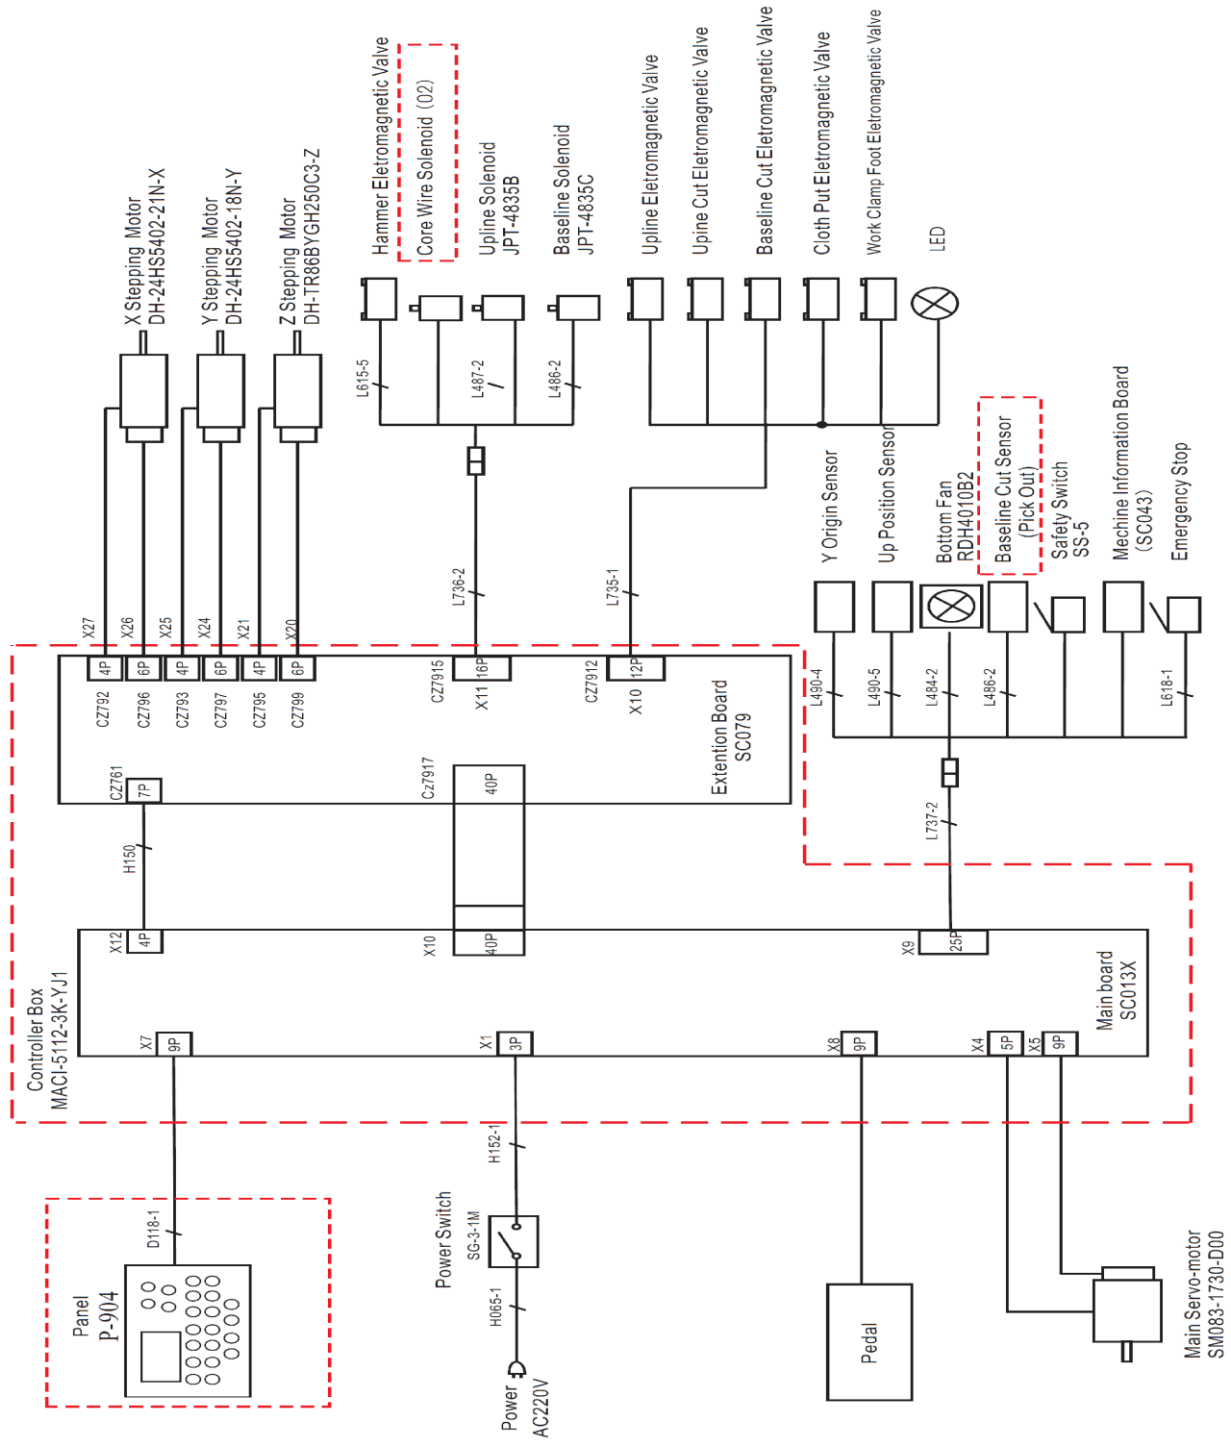 Controller Box
MACI-5112-3K-YJ1
Panel
P-904
D118-1
X7
9P
Power
AC220V
H065-1
Power Switch
SG-3-1M
H152-1
X1
3P
Pedal
X8
9P
Main Servo-motor
SM083-1730-D00
X4
5P
X5
9P
Main board
SC013X
X12
4P
H150
CZ761
7P
X10
40P
Cz7917
40P
X9
25P
L737-2
Extention Board
SC079
CZ792
4P
X27
CZ796
6P
X26
CZ793
4P
X25
CZ797
6P
X24
CZ795
4P
X21
CZ799
6P
X20
X Stepping Motor
DH-24HS5402-21N-X
Y Stepping Motor
DH-24HS5402-18N-Y
Z Stepping Motor
DH-TR86BYGH250C3-Z
CZ7915
X11
16P
L736-2
L615-5
Hammer Eletromagnetic Valve
Core Wire Solenoid (02)
L487-2
Upline Solenoid
JPT-4835B
L486-2
Baseline Solenoid
JPT-4835C
CZ7912
X10
12P
L735-1
Upline Eletromagnetic Valve
Upine Cut Eletromagnetic Valve
Baseline Cut Eletromagnetic Valve
Cloth Put Eletromagnetic Valve
Work Clamp Foot Eletromagnetic Valve
LED
L490-4
Y Origin Sensor
L490-5
Up Position Sensor
L484-2
Bottom Fan
RDH4010B2
L486-2
Baseline Cut Sensor
(Pick Out)
Safety Switch
SS-5
Mechine Information Board
(SC043)
L618-1
Emergency Stop